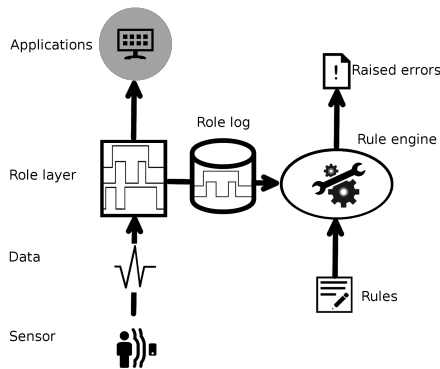 Applications
Raised errors
Role log
Rule engine
Role layer
Data
Rules
Sensor